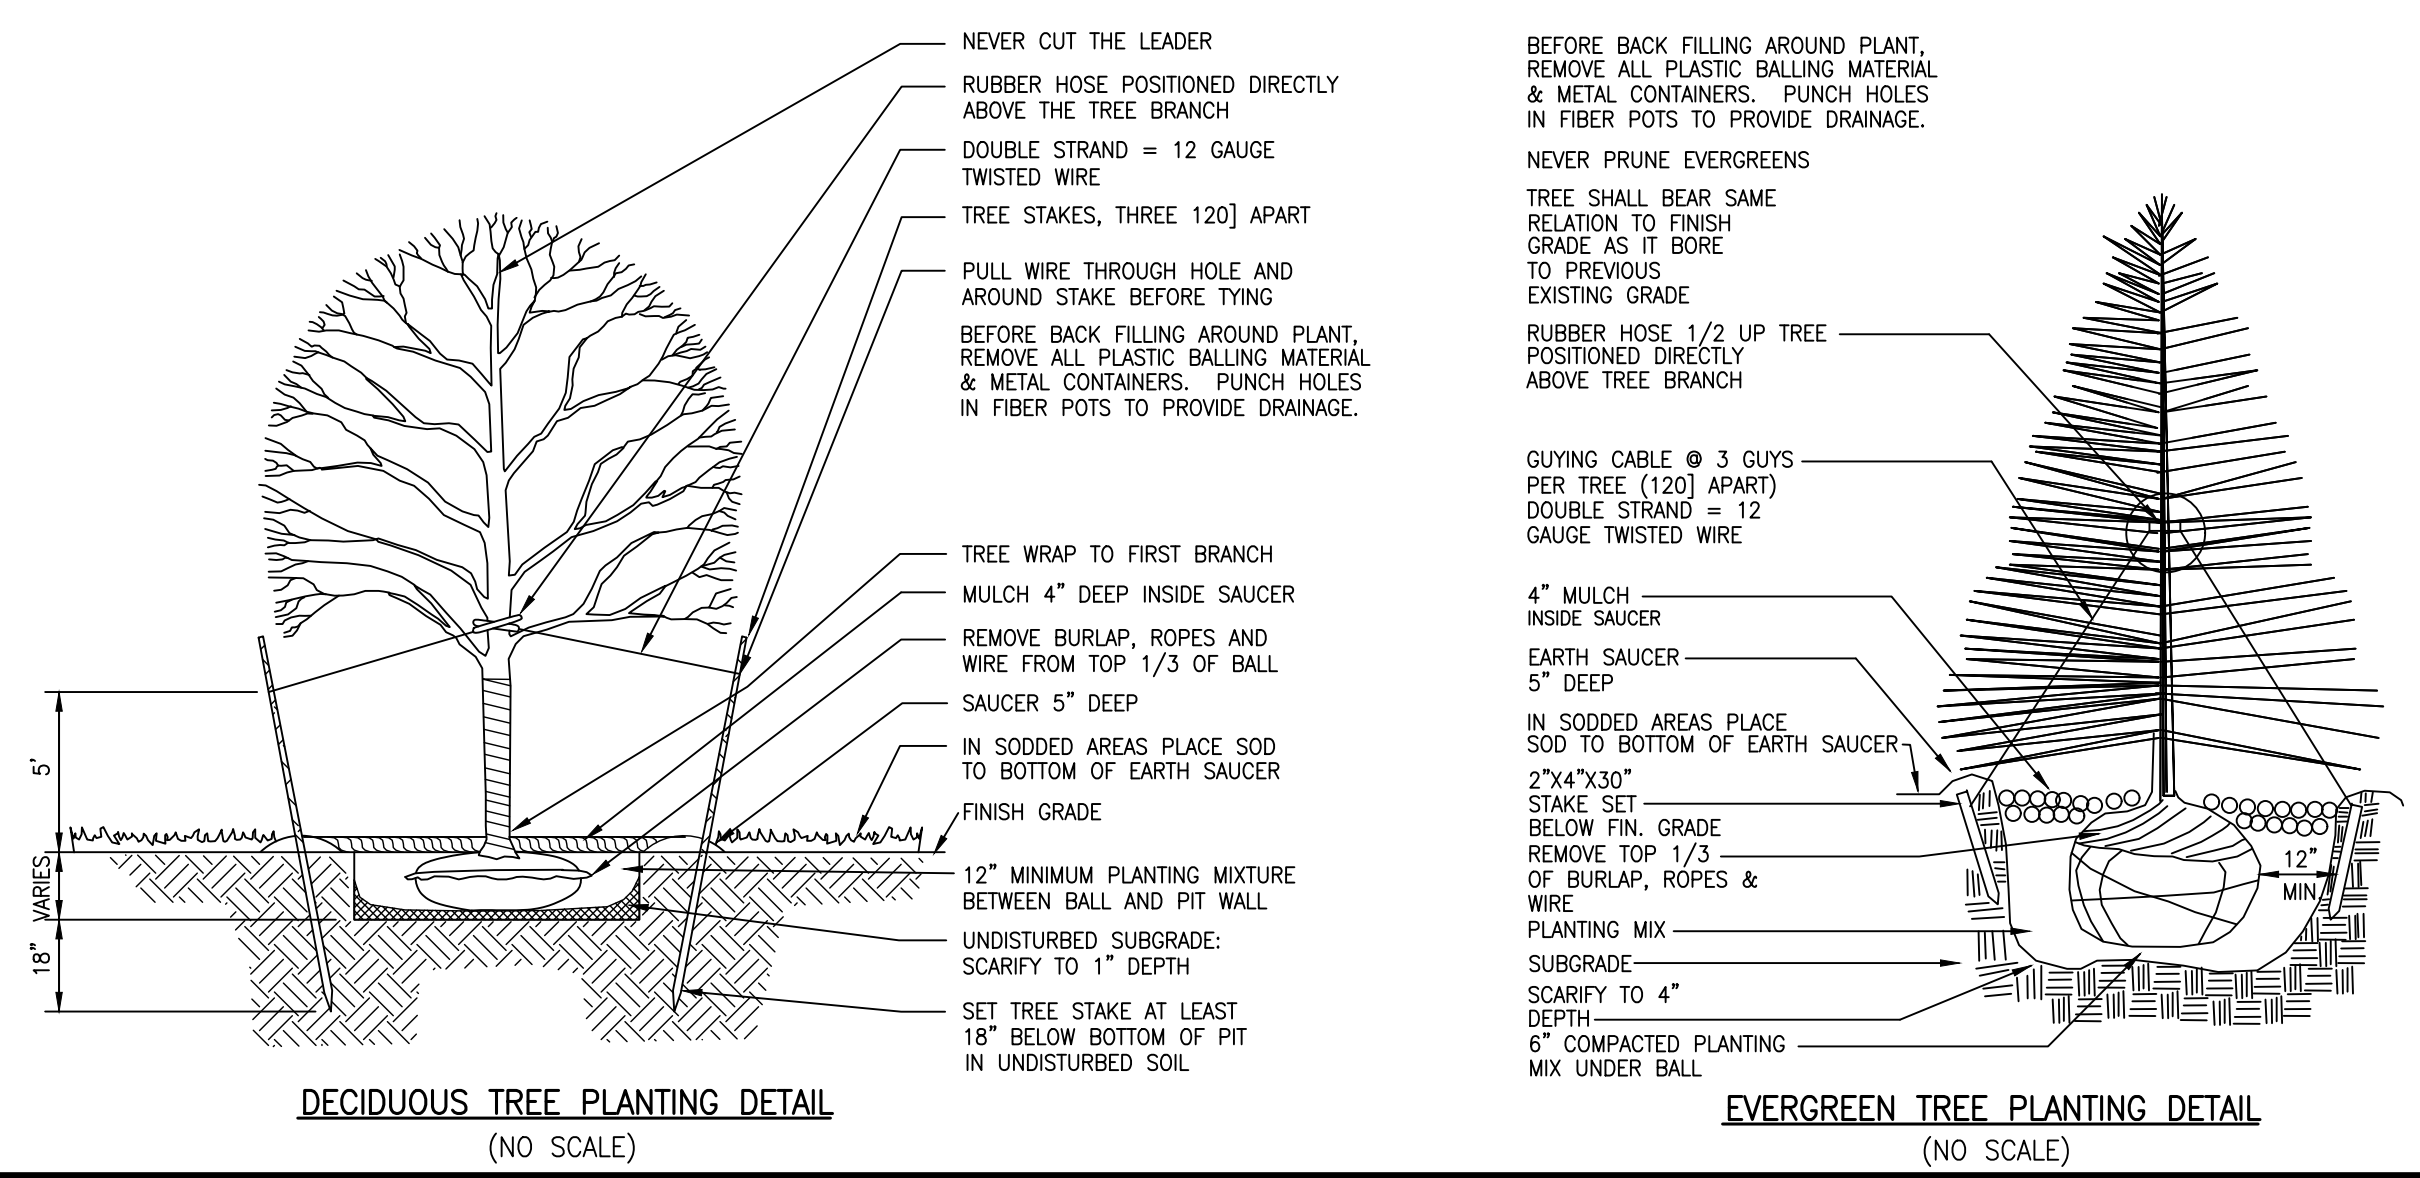 NEVER CUT THE LEADER
RUBBER HOSE POSITIONED DIRECTLY
ABOVE THE TREE BRANCH
DOUBLE STRAND = 12 GAUGE
TWISTED WIRE
TREE STAKES, THREE 120] APART
PULL WIRE THROUGH HOLE AND
AROUND STAKE BEFORE TYING
BEFORE BACK FILLING AROUND PLANT,
REMOVE ALL PLASTIC BALLING MATERIAL
& METAL CONTAINERS. PUNCH HOLES
IN FIBER POTS TO PROVIDE DRAINAGE.
TREE WRAP TO FIRST BRANCH
MULCH 4" DEEP INSIDE SAUCER
REMOVE BURLAP, ROPES AND
WIRE FROM TOP 1/3 OF BALL
SAUCER 5" DEEP
IN SODDED AREAS PLACE SOD
TO BOTTOM OF EARTH SAUCER
FINISH GRADE
12" MINIMUM PLANTING MIXTURE
BETWEEN BALL AND PIT WALL
UNDISTURBED SUBGRADE:
SCARIFY TO 1" DEPTH
SET TREE STAKE AT LEAST
18" BELOW BOTTOM OF PIT
IN UNDISTURBED SOIL
5'
VARIES
18"
DECIDUOUS TREE PLANTING DETAIL
(NO SCALE)
BEFORE BACK FILLING AROUND PLANT,
REMOVE ALL PLASTIC BALLING MATERIAL
& METAL CONTAINERS. PUNCH HOLES
IN FIBER POTS TO PROVIDE DRAINAGE.
NEVER PRUNE EVERGREENS
TREE SHALL BEAR SAME
RELATION TO FINISH
GRADE AS IT BORE
TO PREVIOUS
EXISTING GRADE
RUBBER HOSE 1/2 UP TREE
POSITIONED DIRECTLY
ABOVE TREE BRANCH
GUYING CABLE @ 3 GUYS
PER TREE (120] APART)
DOUBLE STRAND = 12
GAUGE TWISTED WIRE
4" MULCH
INSIDE SAUCER
EARTH SAUCER
5" DEEP
IN SODDED AREAS PLACE
SOD TO BOTTOM OF EARTH SAUCER
2"X4"X30"
STAKE SET
BELOW FIN. GRADE
REMOVE TOP 1/3
OF BURLAP, ROPES &
WIRE
PLANTING MIX
SUBGRADE
SCARIFY TO 4"
DEPTH
6" COMPACTED PLANTING
MIX UNDER BALL
12"
MIN.
EVERGREEN TREE PLANTING DETAIL
(NO SCALE)